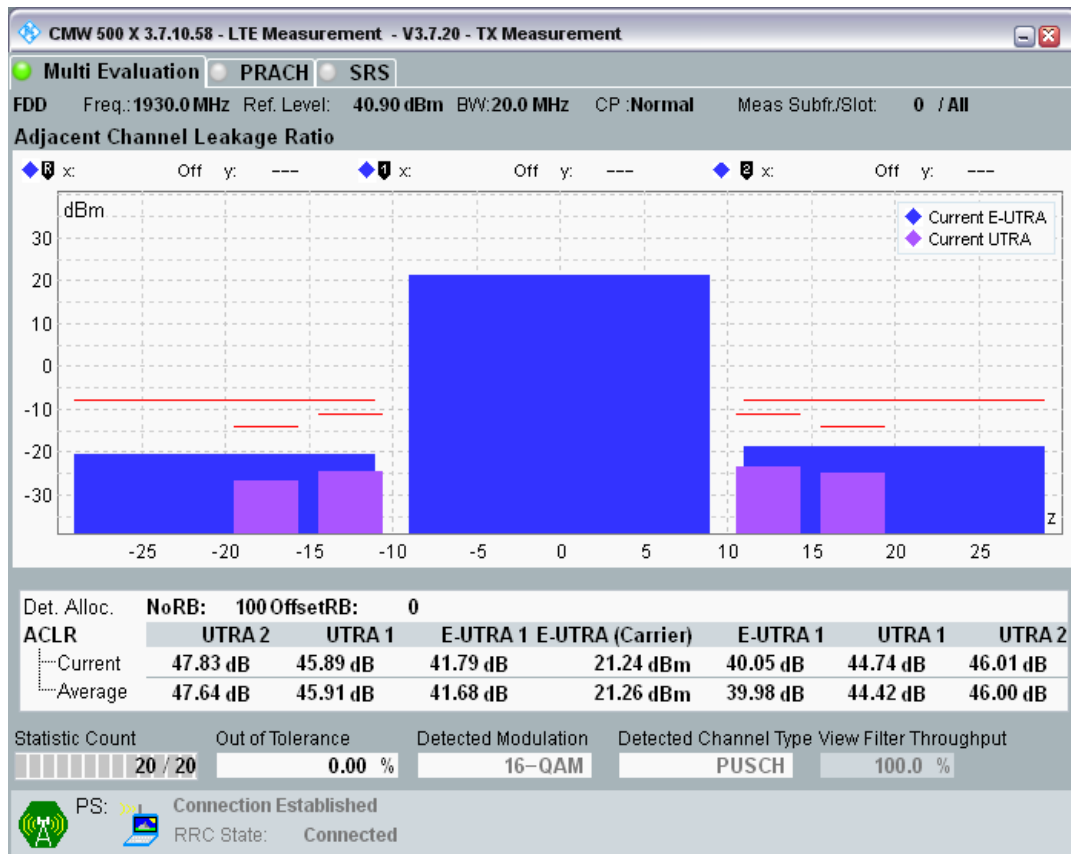 CMW 500 X 3.7.10.58 - LTE Measurement - V3.7.20 - TX Measurement
Multi Evaluation PRACH SRS
FDD Freq.:1930.0 MHz Ref. Level: 40.90 dBm BW:20.0 MHz CP :Normal Meas Subfr./Slot: 0 / All
Adjacent Channel Leakage Ratio
R x: Off y: --- 1 x: Off y: --- 2 x: Off y: ---
dBm
Current E-UTRA
Current UTRA
30
20
10
0
-10
-20
-30
z
-25 -20 -15 -10 -5 0 5 10 15 20 25
Det. Alloc. NoRB: 100 OffsetRB: 0
ACLR UTRA 2 UTRA 1 E-UTRA 1 E-UTRA (Carrier) E-UTRA 1 UTRA 1 UTRA 2
Current 47.83 dB 45.89 dB 41.79 dB 21.24 dBm 40.05 dB 44.74 dB 46.01 dB
Average 47.64 dB 45.91 dB 41.68 dB 21.26 dBm 39.98 dB 44.42 dB 46.00 dB
Statistic Count Out of Tolerance Detected Modulation Detected Channel Type View Filter Throughput
20 / 20 0.00 % 16-QAM PUSCH 100.0 %
PS: Connection Established
RRC State: Connected